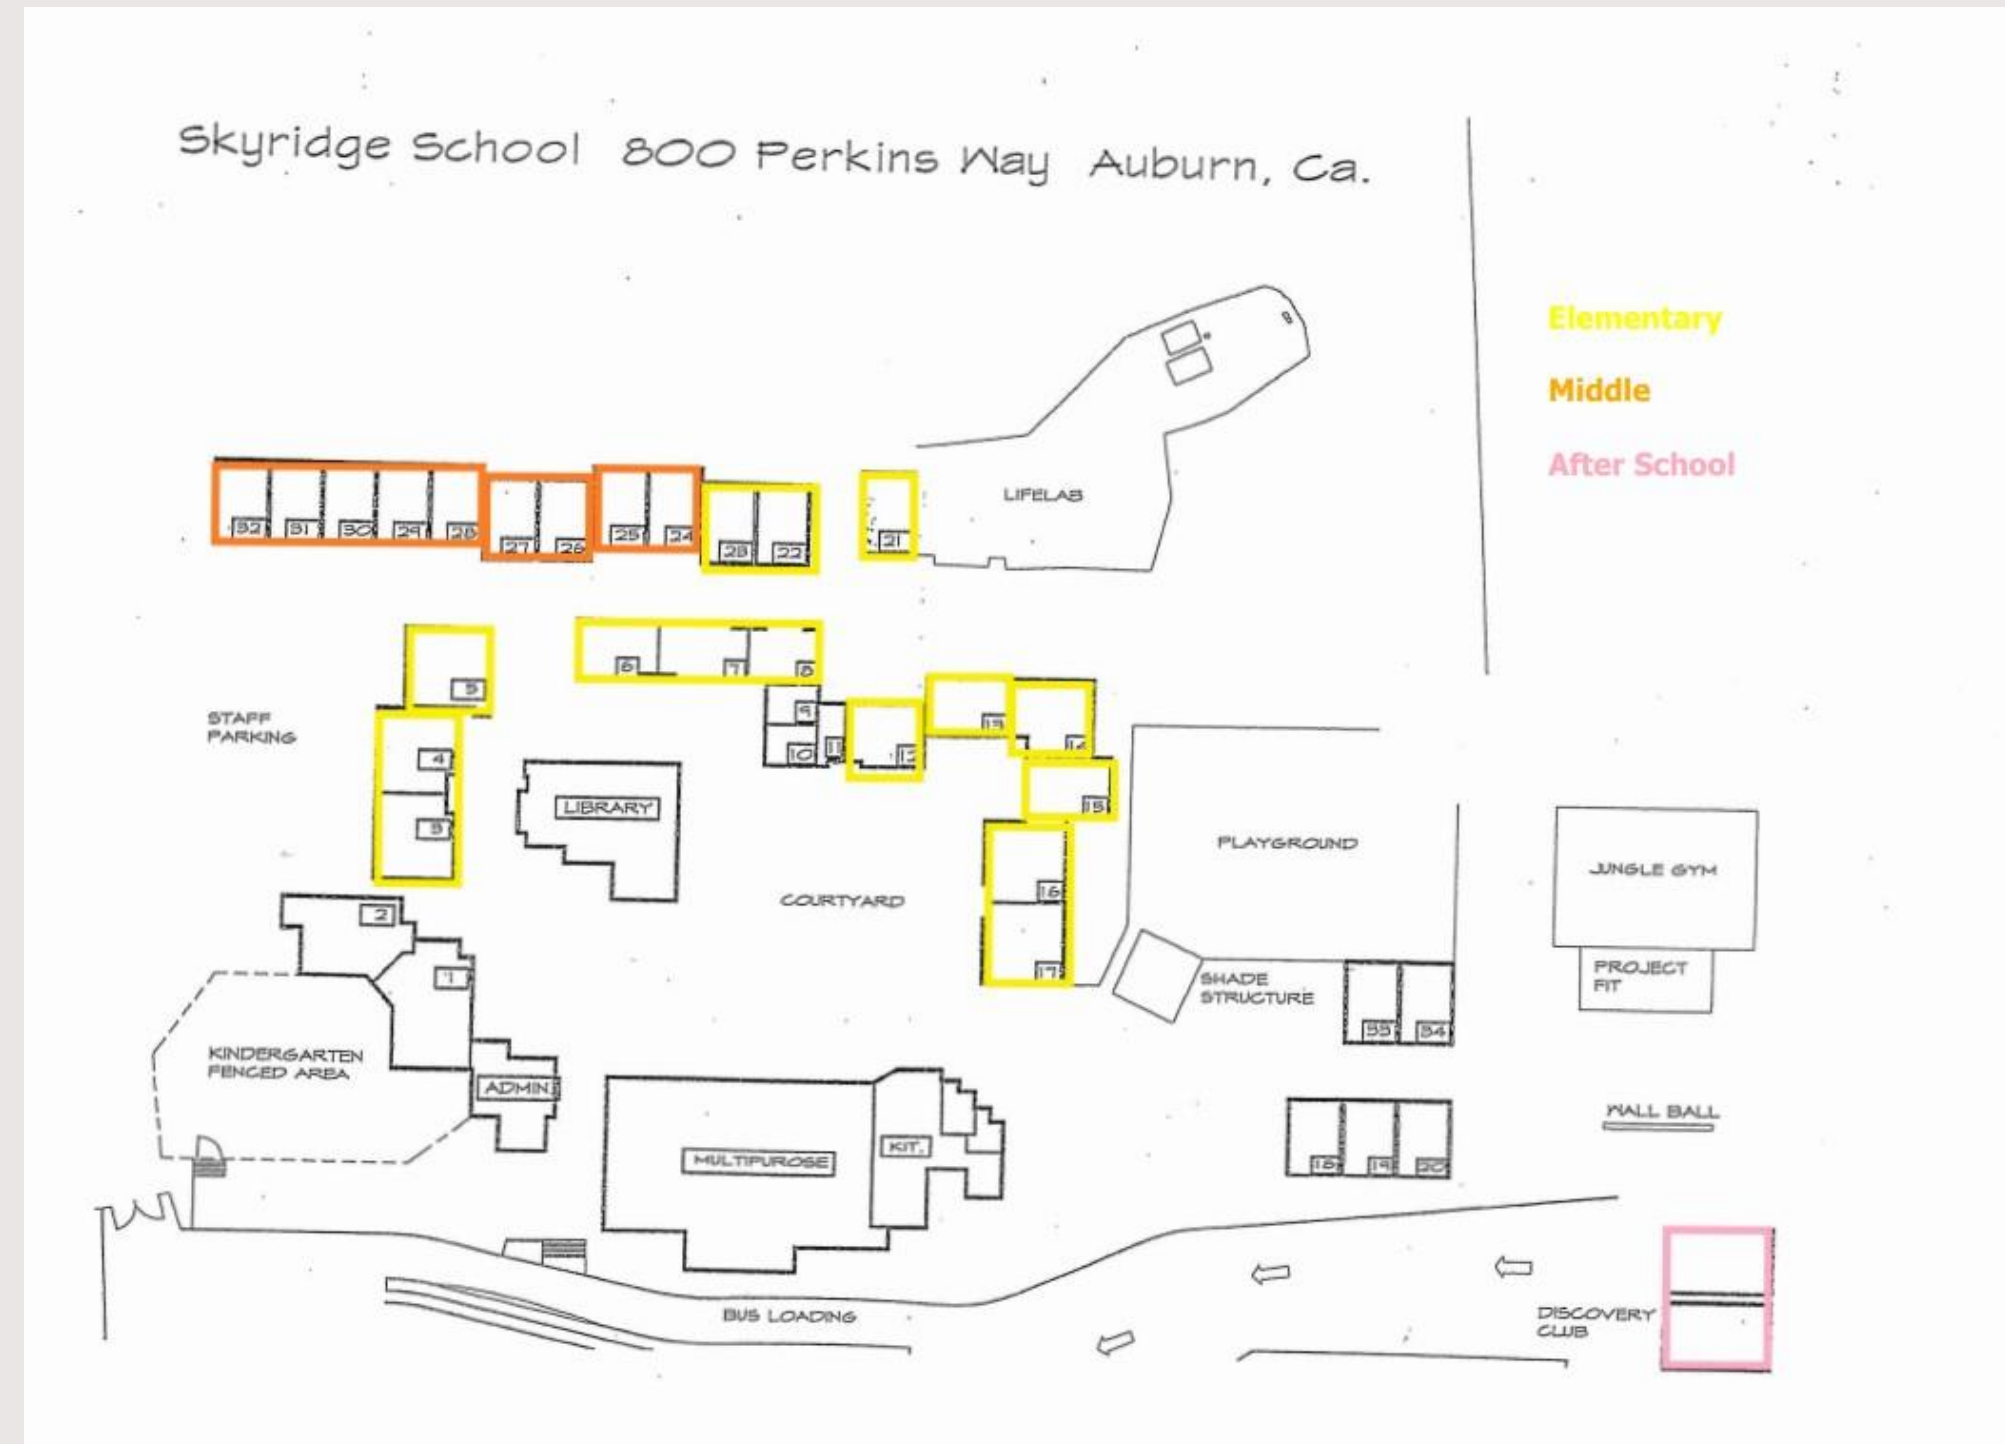 Skyridge School 800 Perkins Way Auburn, Ca.
Elementary
Middle
After School
LIFELAB
32 31 30 29 28 27 26 25 24 23 22 21
6 7 8
5
STAFF
PARKING
9
10 11 12 13 14
4
3
LIBRARY
15
PLAYGROUND
JUNGLE GYM
COURTYARD
16
17
2
1
PROJECT
FIT
SHADE
STRUCTURE
33 34
KINDERGARTEN
FENCED AREA
ADMIN.
WALL BALL
MULTIPUROSE
KIT.
18 19 20
BUS LOADING
DISCOVERY
CLUB